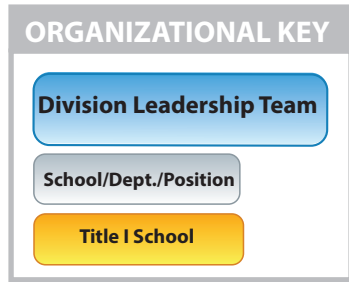 ORGANIZATIONAL KEY
Division Leadership Team
School/Dept./Position
Title I School